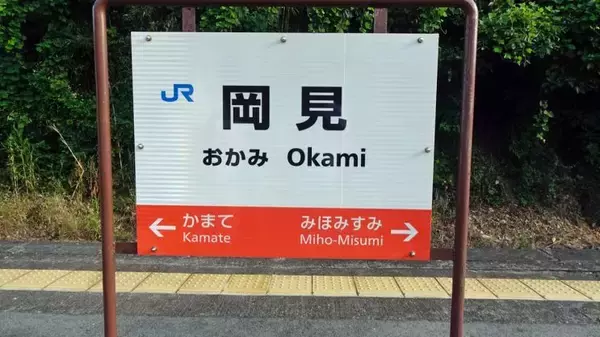 JR 岡見
おかみ Okami
← かまて みほみすみ →
Kamate Miho-Misumi